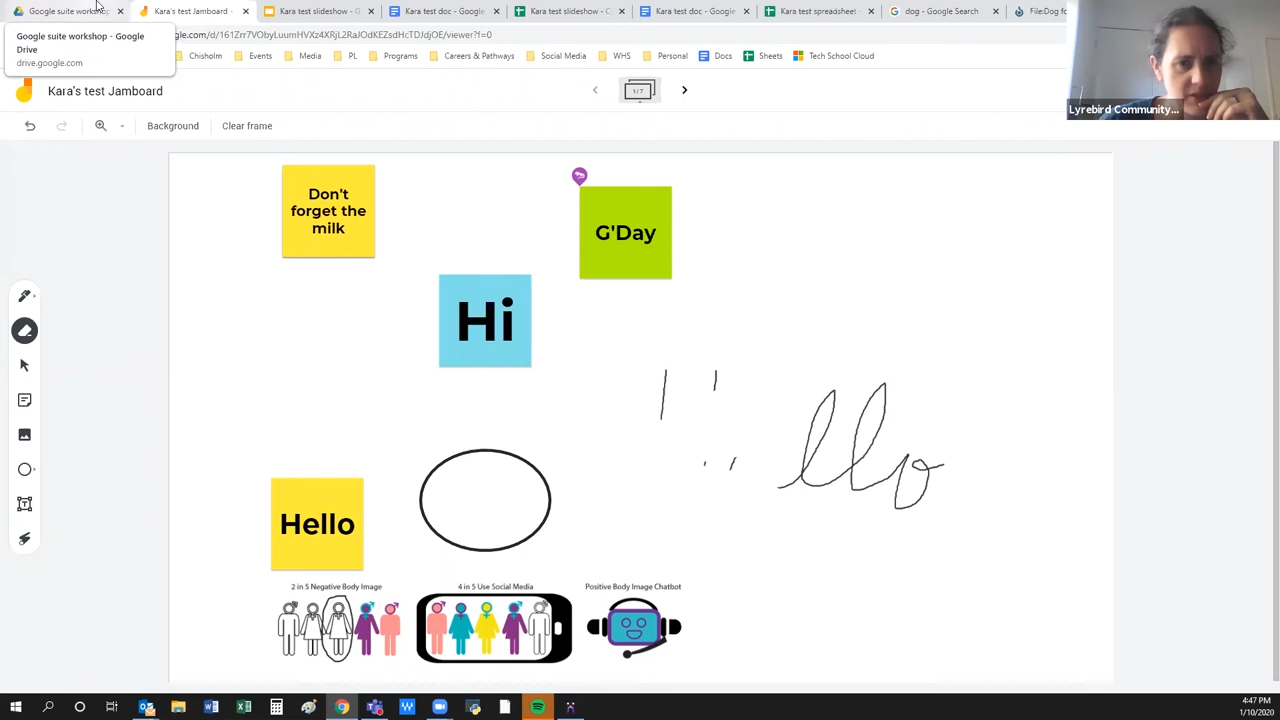 Google suite workshop
Kara's test Jamboard -
Kara test slideshow - G
Kara test doc - Google
Kara test slideshow - Cp
Kara test doc - Google
Kara test spreadsheet -
dog - Google Search
File:Dog fo
Google suite workshop - Google
Drive
drive.google.com
gle.com/d/161Zrr7VObyLuumHVXz4XRjL2RaJOdKEZsdHcTDJdjOE/viewer?f=0
Chisholm
Events
Media
PL
Programs
Careers & Pathways
Social Media
WHS
Personal
Docs
Sheets
Tech School Cloud
Kara's test Jamboard
1/7
Lyrebird Community...
Background
Clear frame
Don't
forget the
milk
G'Day
Hi
llo
Hello
2 in 5 Negative Body Image
4 in 5 Use Social Media
Positive Body Image Chatbot
4:47 PM
1/10/2020